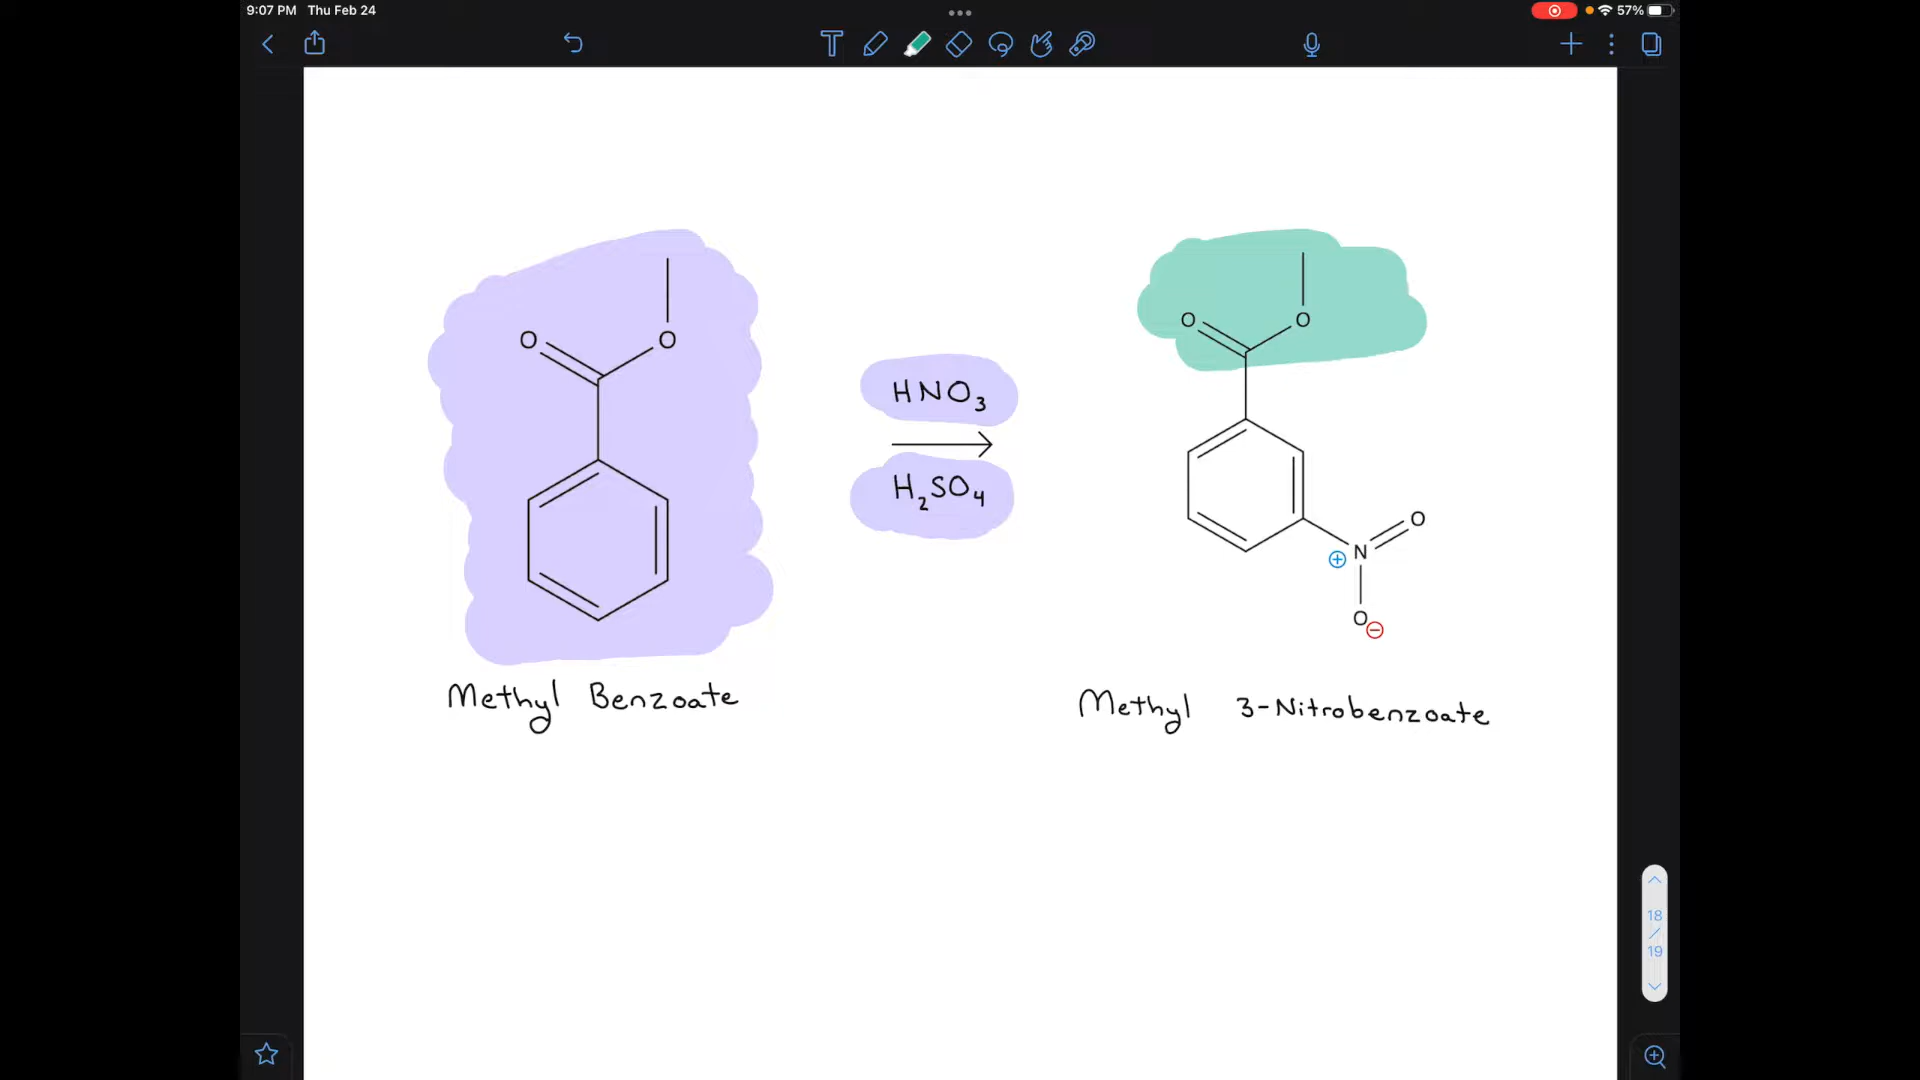 9:07 PM Thu Feb 24
57%
T
O
O
HNO₃
H₂SO₄
O
O
N
O
O
⊕
⊖
Methyl Benzoate
Methyl 3-Nitrobenzoate
18
/
19